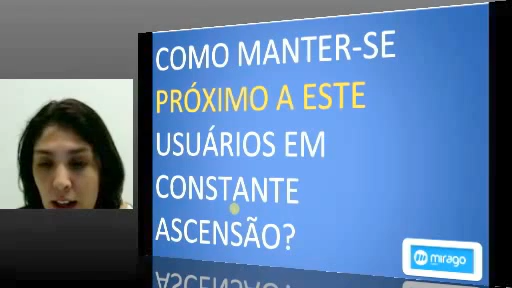 COMO MANTER-SE
PRÓXIMO A ESTE
USUÁRIOS EM
CONSTANTE
ASCENSÃO?
mirago